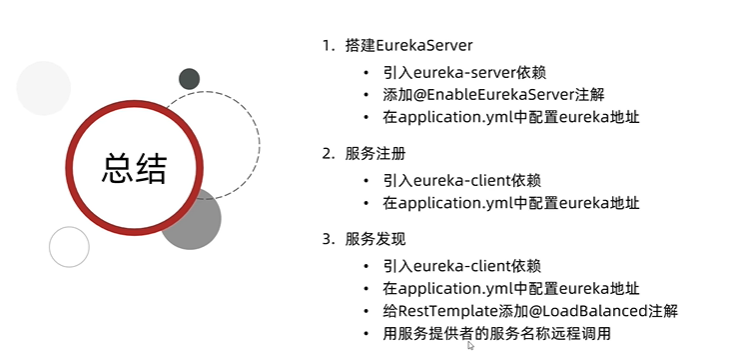 总结
1. 搭建EurekaServer
• 引入eureka-server依赖
• 添加@EnableEurekaServer注解
• 在application.yml中配置eureka地址
2. 服务注册
• 引入eureka-client依赖
• 在application.yml中配置eureka地址
3. 服务发现
• 引入eureka-client依赖
• 在application.yml中配置eureka地址
• 给RestTemplate添加@LoadBalanced注解
• 用服务提供者的服务名称远程调用